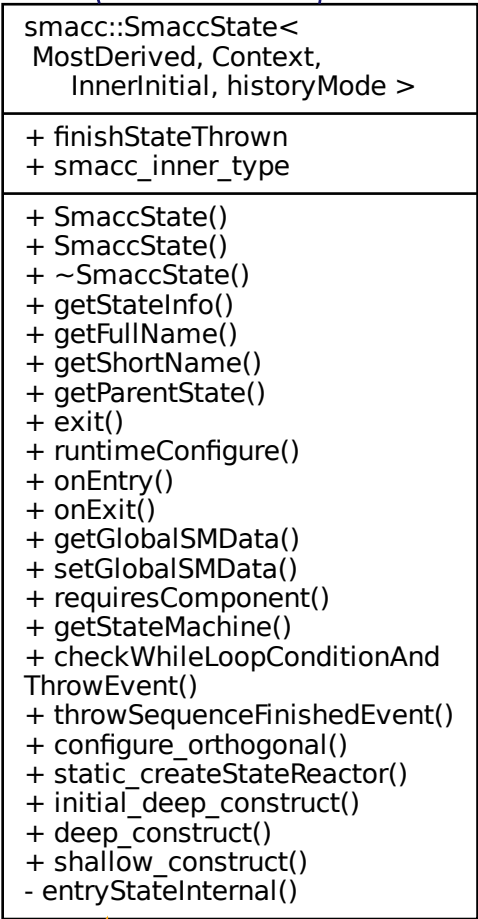 smacc::SmaccState<
MostDerived, Context,
InnerInitial, historyMode >
+ finishStateThrown
+ smacc_inner_type
+ SmaccState()
+ SmaccState()
+ ~SmaccState()
+ getStateInfo()
+ getFullName()
+ getShortName()
+ getParentState()
+ exit()
+ runtimeConfigure()
+ onEntry()
+ onExit()
+ getGlobalSMData()
+ setGlobalSMData()
+ requiresComponent()
+ getStateMachine()
+ checkWhileLoopConditionAnd
ThrowEvent()
+ throwSequenceFinishedEvent()
+ configure_orthogonal()
+ static_createStateReactor()
+ initial_deep_construct()
+ deep_construct()
+ shallow_construct()
- entryStateInternal()